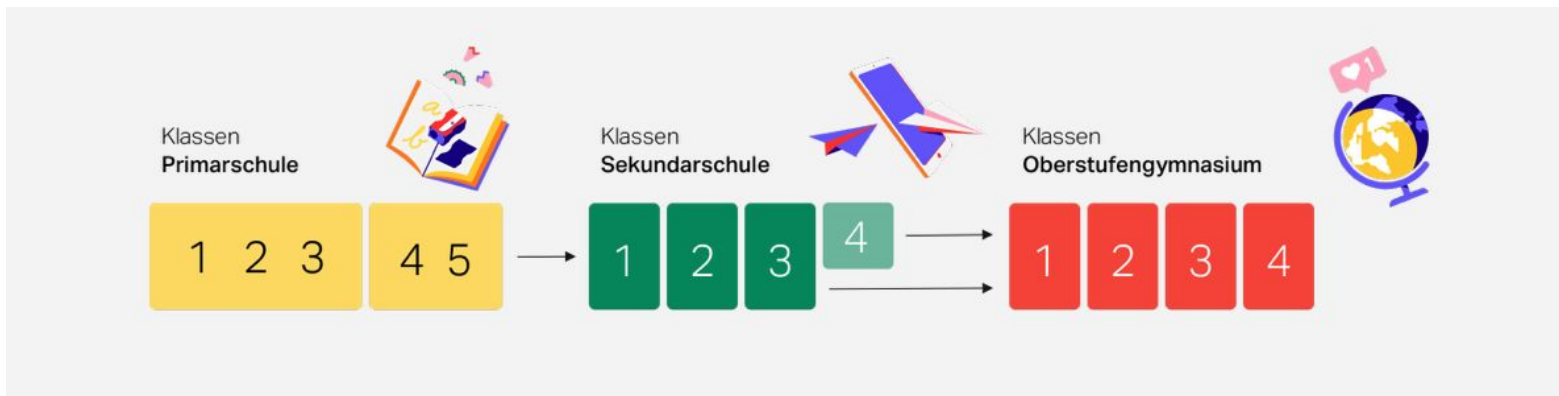 Klassen
Primarschule
1 2 3
4 5
Klassen
Sekundarschule
1
2
3
4
Klassen
Oberstufengymnasium
1
2
3
4
a
b
1